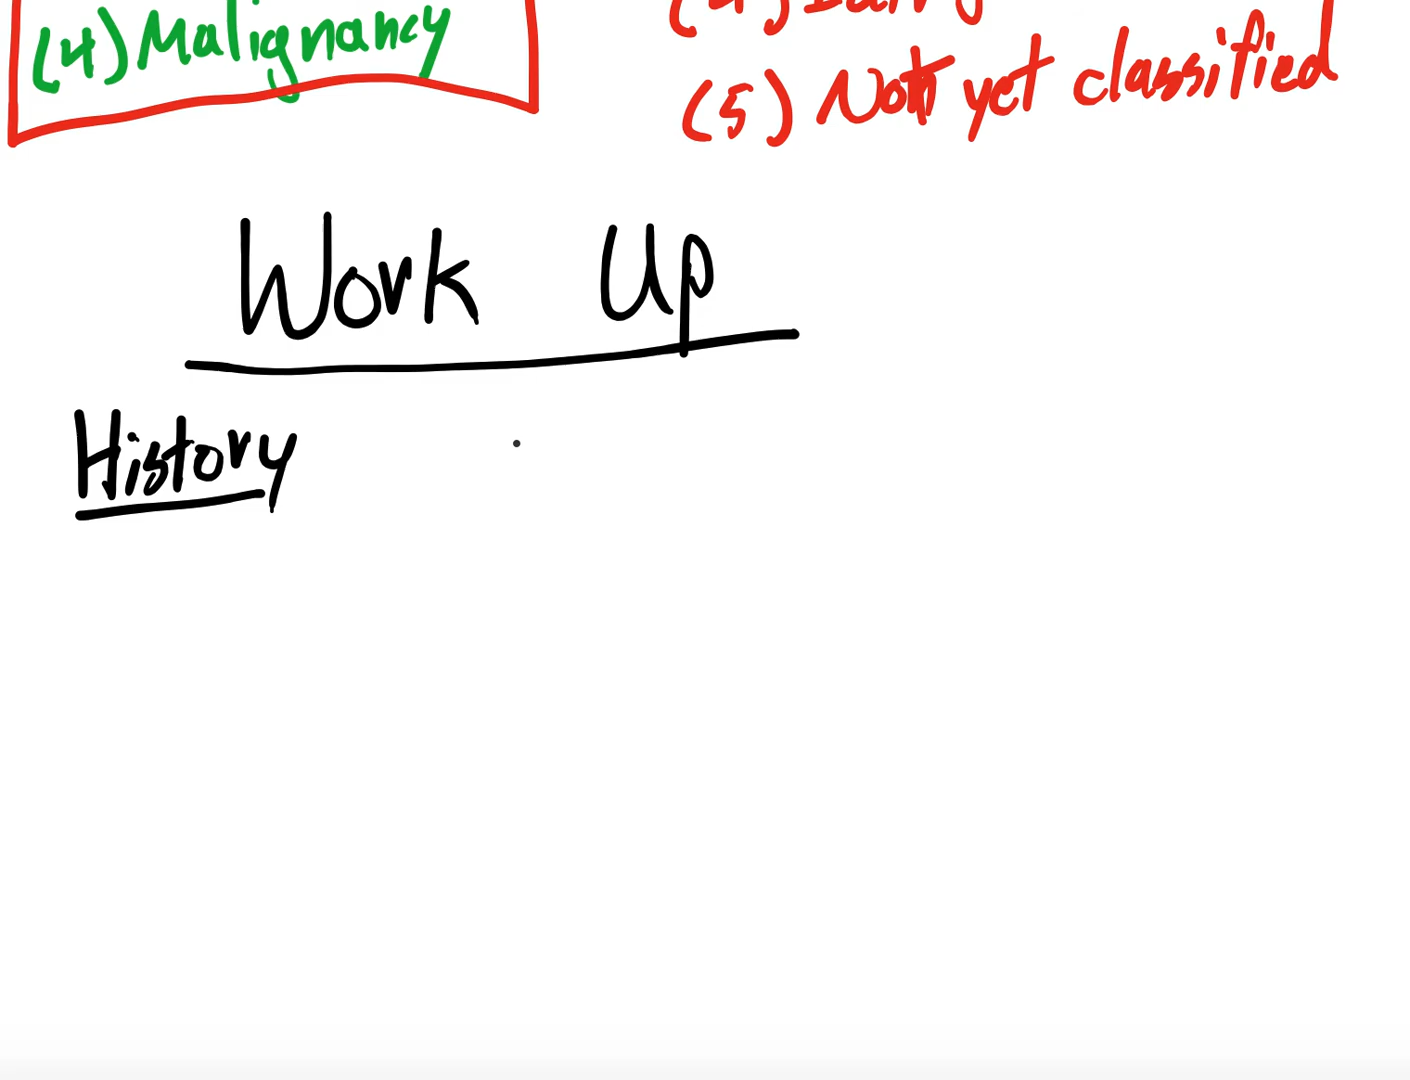 (4) Malignancy
(5) Not yet classified
Work Up
History